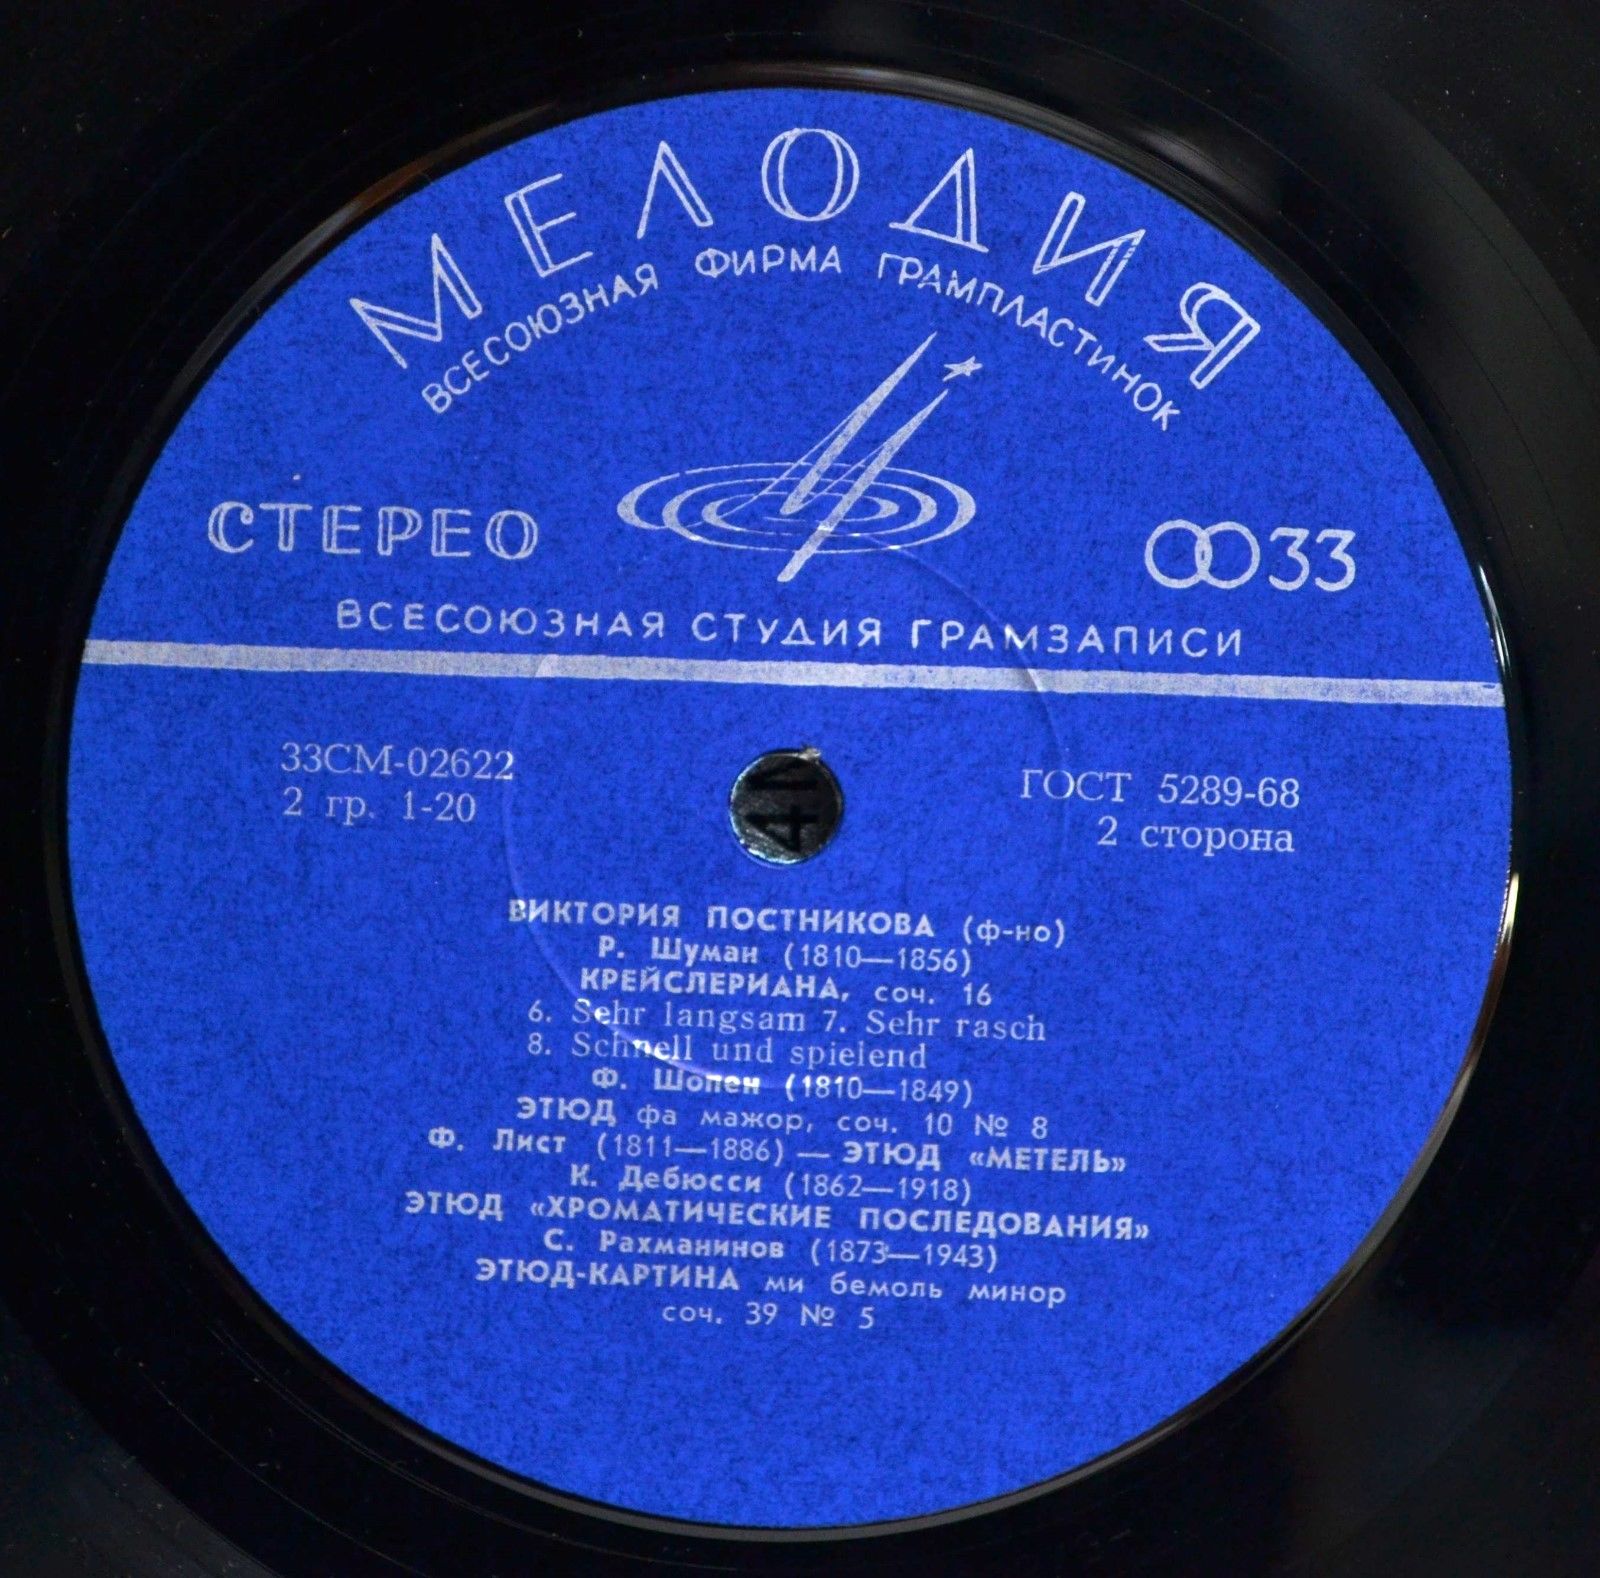 МЕЛОДИЯ
ВСЕСОЮЗНАЯ ФИРМА ГРАМПЛАСТИНОК
СТЕРЕО
33
ВСЕСОЮЗНАЯ СТУДИЯ ГРАМЗАПИСИ
33СМ-02622
2 гр. 1-20
ГОСТ 5289-68
2 сторона
ВИКТОРИЯ ПОСТНИКОВА (ф-но)
Р. Шуман (1810—1856)
КРЕЙСЛЕРИАНА, соч. 16
6. Sehr langsam 7. Sehr rasch
8. Schnell und spielend
Ф. Шопен (1810—1849)
ЭТЮД фа мажор, соч. 10 № 8
Ф. Лист (1811—1886) — ЭТЮД «МЕТЕЛЬ»
К. Дебюсси (1862—1918)
ЭТЮД «ХРОМАТИЧЕСКИЕ ПОСЛЕДОВАНИЯ»
С. Рахманинов (1873—1943)
ЭТЮД-КАРТИНА ми бемоль минор
соч. 39 № 5